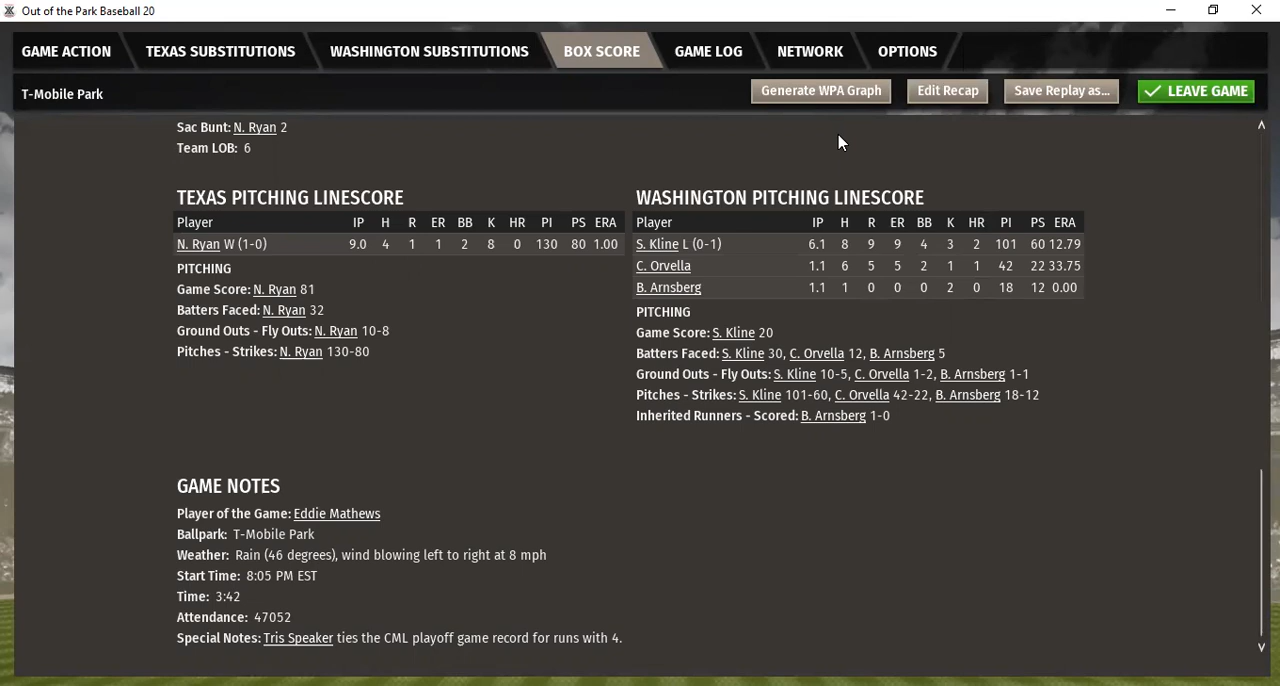 Out of the Park Baseball 20
GAME ACTION TEXAS SUBSTITUTIONS WASHINGTON SUBSTITUTIONS BOX SCORE GAME LOG NETWORK OPTIONS
T-Mobile Park Generate WPA Graph Edit Recap Save Replay as... LEAVE GAME
Sac Bunt: N. Ryan 2
Team LOB: 6
TEXAS PITCHING LINESCORE
Player IP H R ER BB K HR PI PS ERA
N. Ryan W (1-0) 9.0 4 1 1 2 8 0 130 80 1.00
PITCHING
Game Score: N. Ryan 81
Batters Faced: N. Ryan 32
Ground Outs - Fly Outs: N. Ryan 10-8
Pitches - Strikes: N. Ryan 130-80
WASHINGTON PITCHING LINESCORE
Player IP H R ER BB K HR PI PS ERA
S. Kline L (0-1) 6.1 8 9 9 4 3 2 101 60 12.79
C. Orvella 1.1 6 5 5 2 1 1 42 22 33.75
B. Arnsberg 1.1 1 0 0 0 2 0 18 12 0.00
PITCHING
Game Score: S. Kline 20
Batters Faced: S. Kline 30, C. Orvella 12, B. Arnsberg 5
Ground Outs - Fly Outs: S. Kline 10-5, C. Orvella 1-2, B. Arnsberg 1-1
Pitches - Strikes: S. Kline 101-60, C. Orvella 42-22, B. Arnsberg 18-12
Inherited Runners - Scored: B. Arnsberg 1-0
GAME NOTES
Player of the Game: Eddie Mathews
Ballpark: T-Mobile Park
Weather: Rain (46 degrees), wind blowing left to right at 8 mph
Start Time: 8:05 PM EST
Time: 3:42
Attendance: 47052
Special Notes: Tris Speaker ties the CML playoff game record for runs with 4.